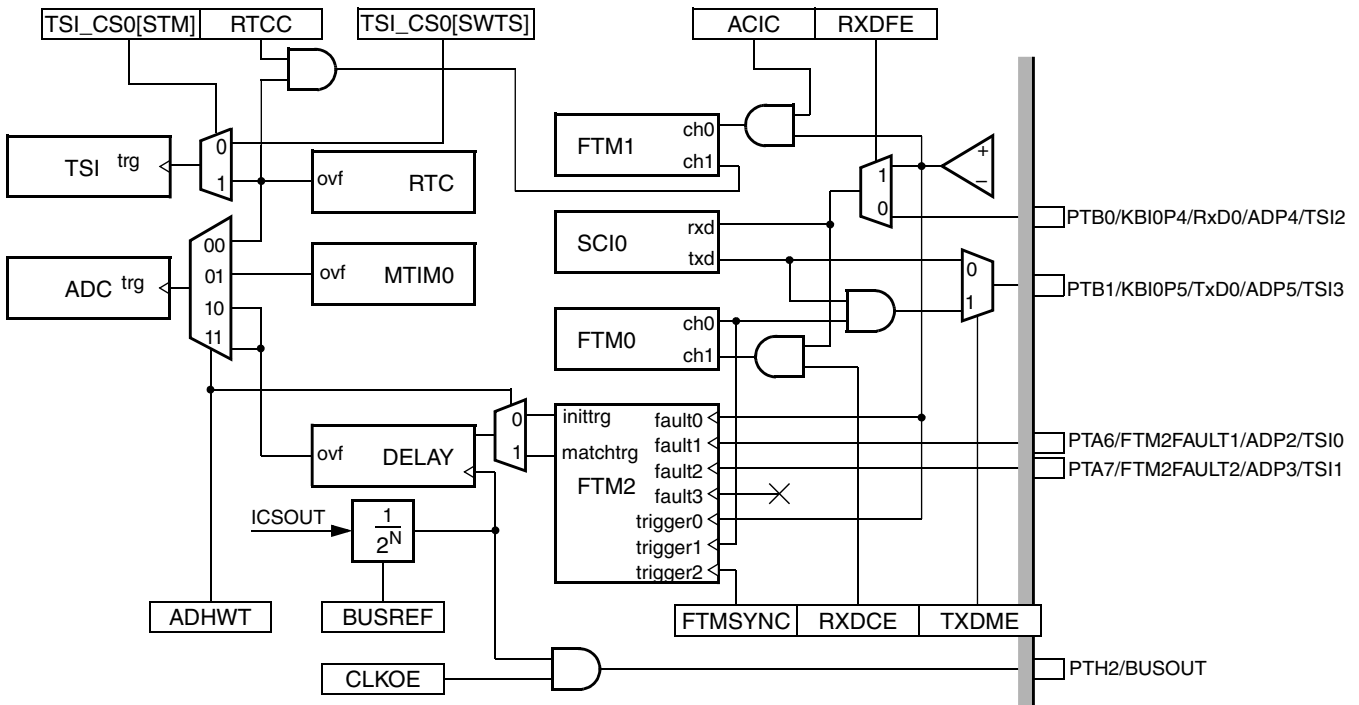 TSI_CS0[STM] RTCC TSI_CS0[SWTS] ACIC RXDFE
TSI trg
0
1
ovf RTC
FTM1 ch0
ch1
+
−
1
0
PTB0/KBI0P4/RxD0/ADP4/TSI2
SCI0 rxd
txd
0
1
PTB1/KBI0P5/TxD0/ADP5/TSI3
ADC trg
00
01
10
11
ovf MTIM0
FTM0 ch0
ch1
ovf DELAY
0
1
inittrg
matchtrg
FTM2
fault0
fault1
fault2
fault3
trigger0
trigger1
trigger2
PTA6/FTM2FAULT1/ADP2/TSI0
PTA7/FTM2FAULT2/ADP3/TSI1
ICSOUT
1
2N
ADHWT BUSREF FTMSYNC RXDCE TXDME
CLKOE
PTH2/BUSOUT